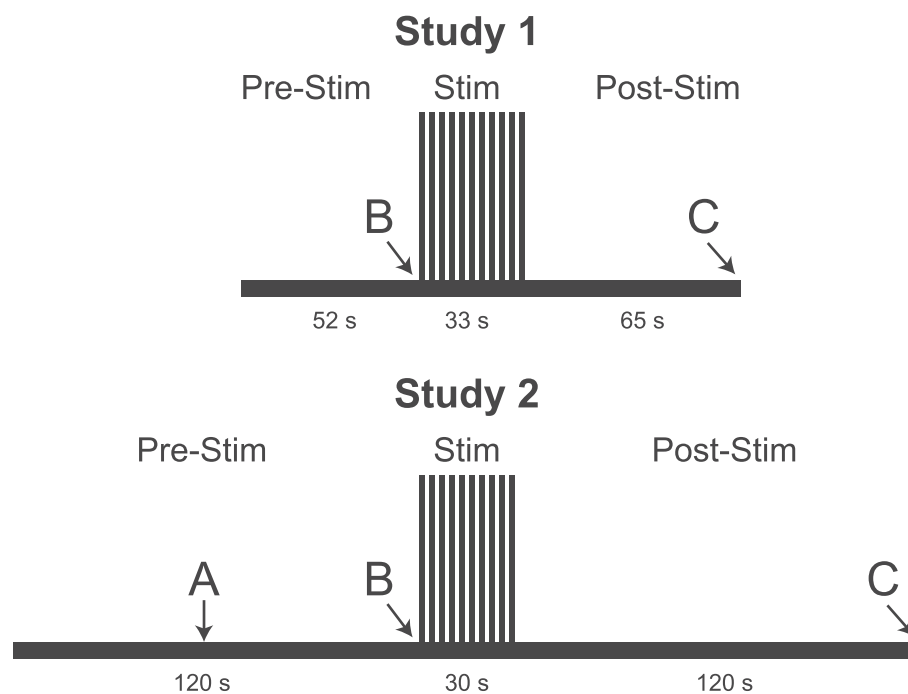 Study 1
Pre-Stim Stim Post-Stim
B C
52 s 33 s 65 s
Study 2
Pre-Stim Stim Post-Stim
A B C
120 s 30 s 120 s